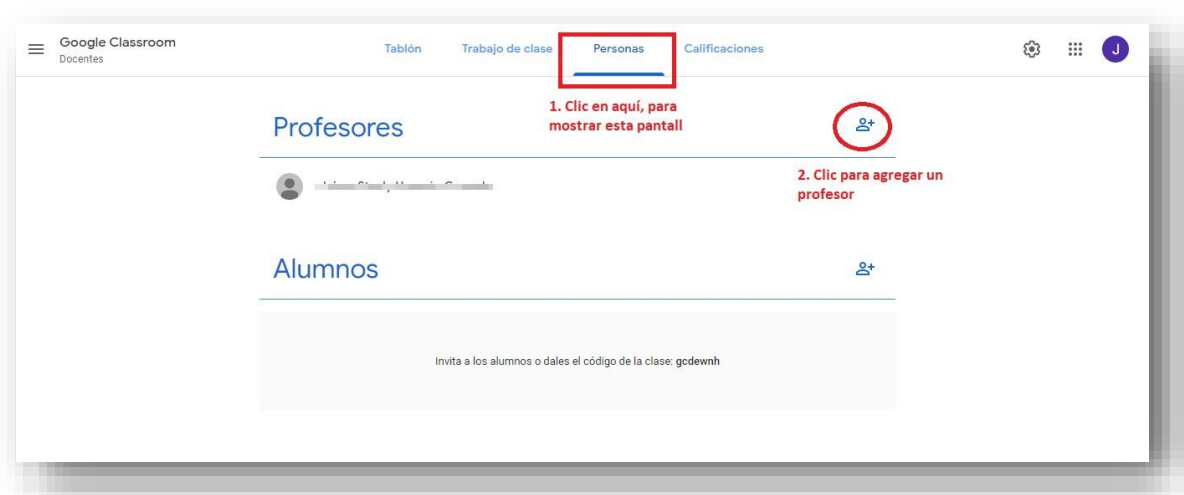 Google Classroom
Docentes
Tablón Trabajo de clase Personas Calificaciones
J
1. Clic en aquí, para
mostrar esta pantall
Profesores
2. Clic para agregar un
profesor
Alumnos
Invita a los alumnos o dales el código de la clase: gcdewnh